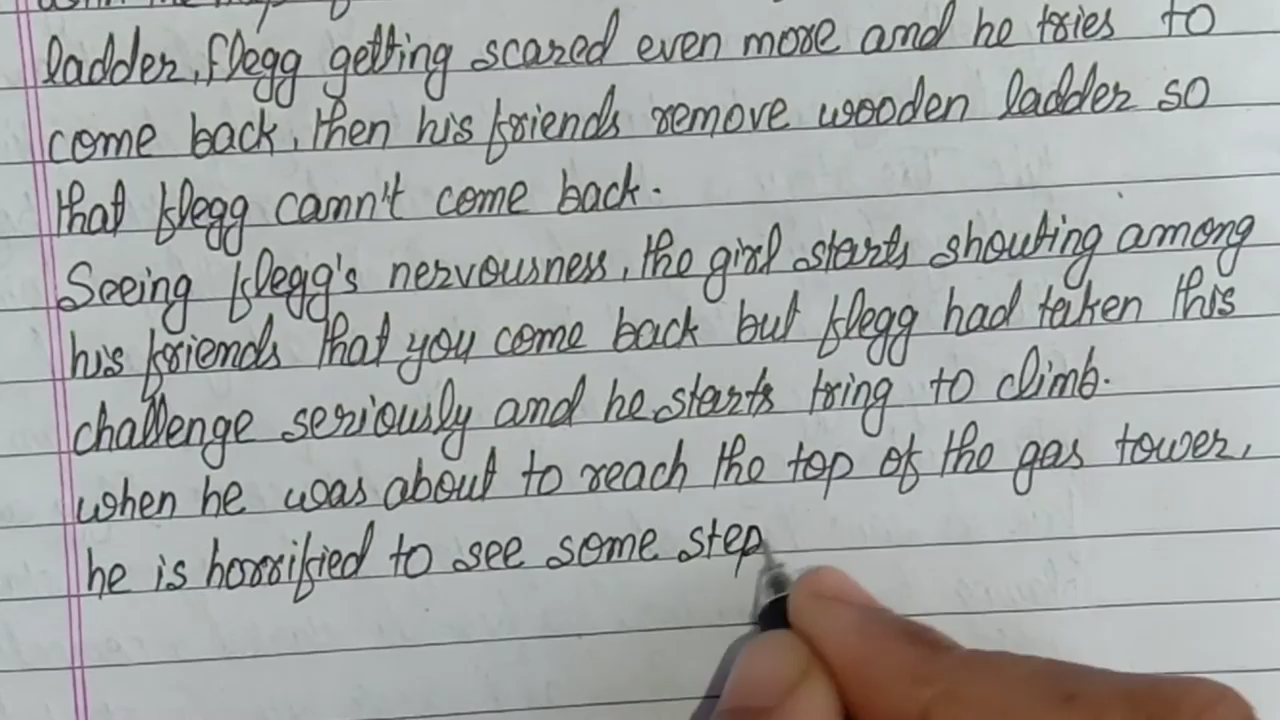 ladder, flegg getting scared even more and he tries to
come back, then his friends remove wooden ladder so
that flegg camn't come back.
Seeing flegg's nervousness, the girl starts shouting among
his friends that you come back but flegg had taken this
challenge seriously and he starts tring to climb.
when he was about to reach the top of the gas tower,
he is horrified to see some step